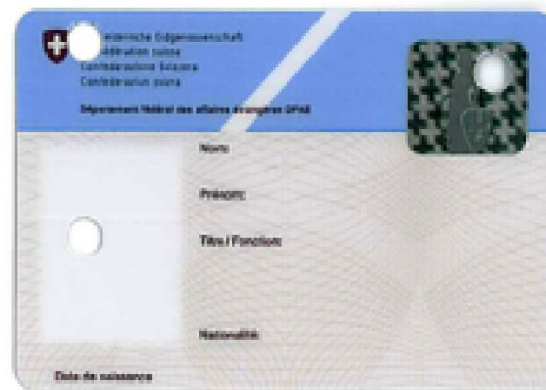 Confédération suisse
Confederazione Svizzera
Confederaziun svizra
Département fédéral des affaires étrangères DFAE
Nom:
Prénom:
Titre / Fonction:
Nationalité:
Date de naissance